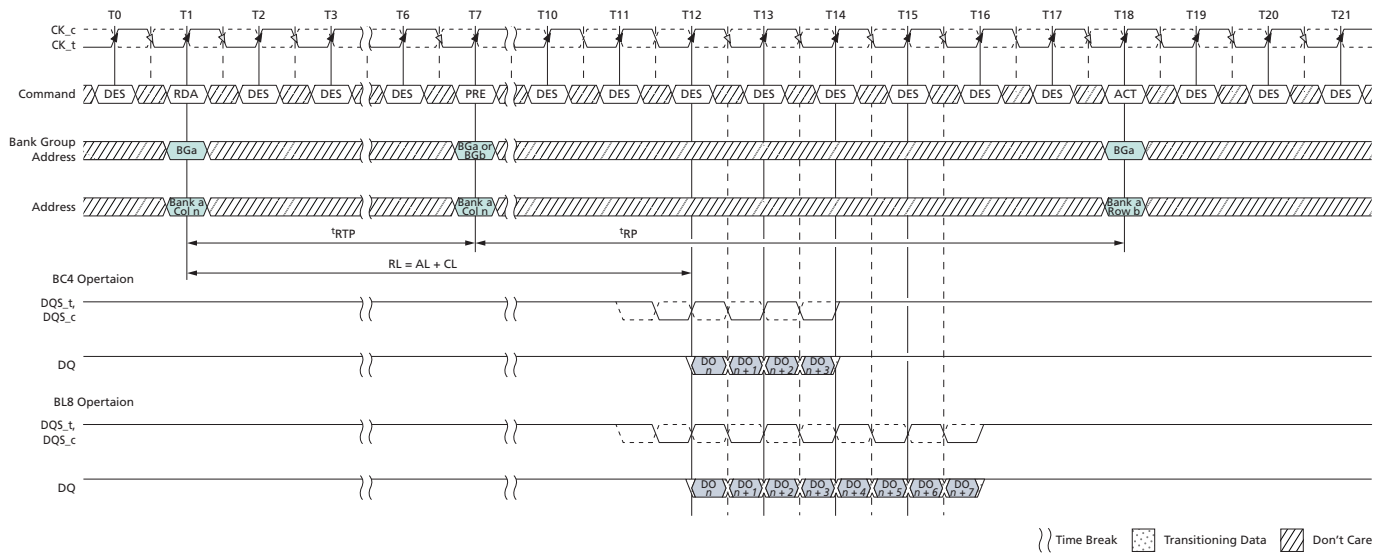 T0 T1 T2 T3 T6 T7 T10 T11 T12 T13 T14 T15 T16 T17 T18 T19 T20 T21
CK_c
CK_t
Command DES RDA DES DES DES PRE DES DES DES DES DES DES DES DES ACT DES DES DES
Bank Group
Address
BGa
BGa or
BGb
BGa
Address
Bank a
Col n
Bank a
Col n
Bank a
Row b
tRTP
tRP
RL = AL + CL
BC4 Opertaion
DQS_t,
DQS_c
DQ
DO
n
DO
n + 1
DO
n + 2
DO
n + 3
BL8 Opertaion
DQS_t,
DQS_c
DQ
DO
n
DO
n + 1
DO
n + 2
DO
n + 3
DO
n + 4
DO
n + 5
DO
n + 6
DO
n + 7
Time Break Transitioning Data Don't Care